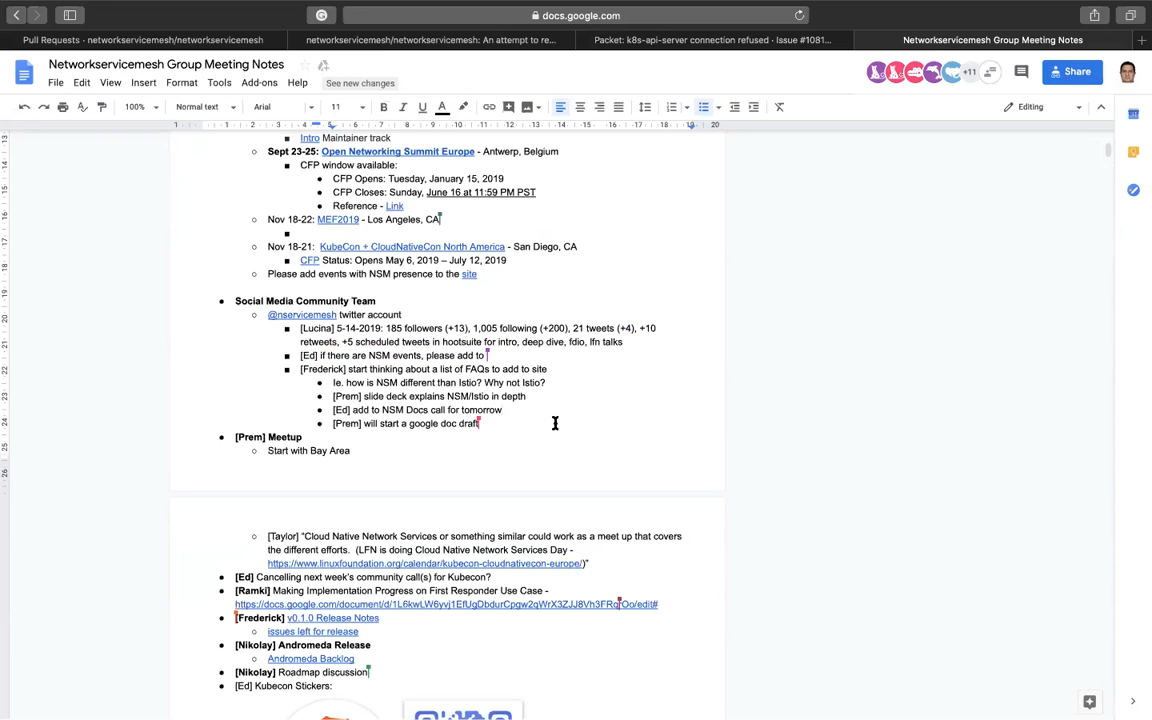 docs.google.com
Pull Requests · networkservicemesh/networkservicemesh
networkservicemesh/networkservicemesh: An attempt to re...
Packet: k8s-api-server connection refused · Issue #1081...
Networkservicemesh Group Meeting Notes
Networkservicemesh Group Meeting Notes
File Edit View Insert Format Tools Add-ons Help See new changes
+11
Share
100% Normal text Arial 11 Editing
Intro Maintainer track
Sept 23-25: Open Networking Summit Europe - Antwerp, Belgium
CFP window available:
CFP Opens: Tuesday, January 15, 2019
CFP Closes: Sunday, June 16 at 11:59 PM PST
Reference - Link
Nov 18-22: MEF2019 - Los Angeles, CA
Nov 18-21: KubeCon + CloudNativeCon North America - San Diego, CA
CFP Status: Opens May 6, 2019 – July 12, 2019
Please add events with NSM presence to the site
Social Media Community Team
@nservicemesh twitter account
[Lucina] 5-14-2019: 185 followers (+13), 1,005 following (+200), 21 tweets (+4), +10
retweets, +5 scheduled tweets in hootsuite for intro, deep dive, fdio, lfn talks
[Ed] if there are NSM events, please add to
[Frederick] start thinking about a list of FAQs to add to site
Ie. how is NSM different than Istio? Why not Istio?
[Prem] slide deck explains NSM/Istio in depth
[Ed] add to NSM Docs call for tomorrow
[Prem] will start a google doc draft
[Prem] Meetup
Start with Bay Area
[Taylor] "Cloud Native Network Services or something similar could work as a meet up that covers
the different efforts. (LFN is doing Cloud Native Network Services Day -
https://www.linuxfoundation.org/calendar/kubecon-cloudnativecon-europe/)"
[Ed] Cancelling next week's community call(s) for Kubecon?
[Ramki] Making Implementation Progress on First Responder Use Case -
[Frederick] v0.1.0 Release Notes
issues left for release
[Nikolay] Andromeda Release
Andromeda Backlog
[Nikolay] Roadmap discussion
[Ed] Kubecon Stickers: